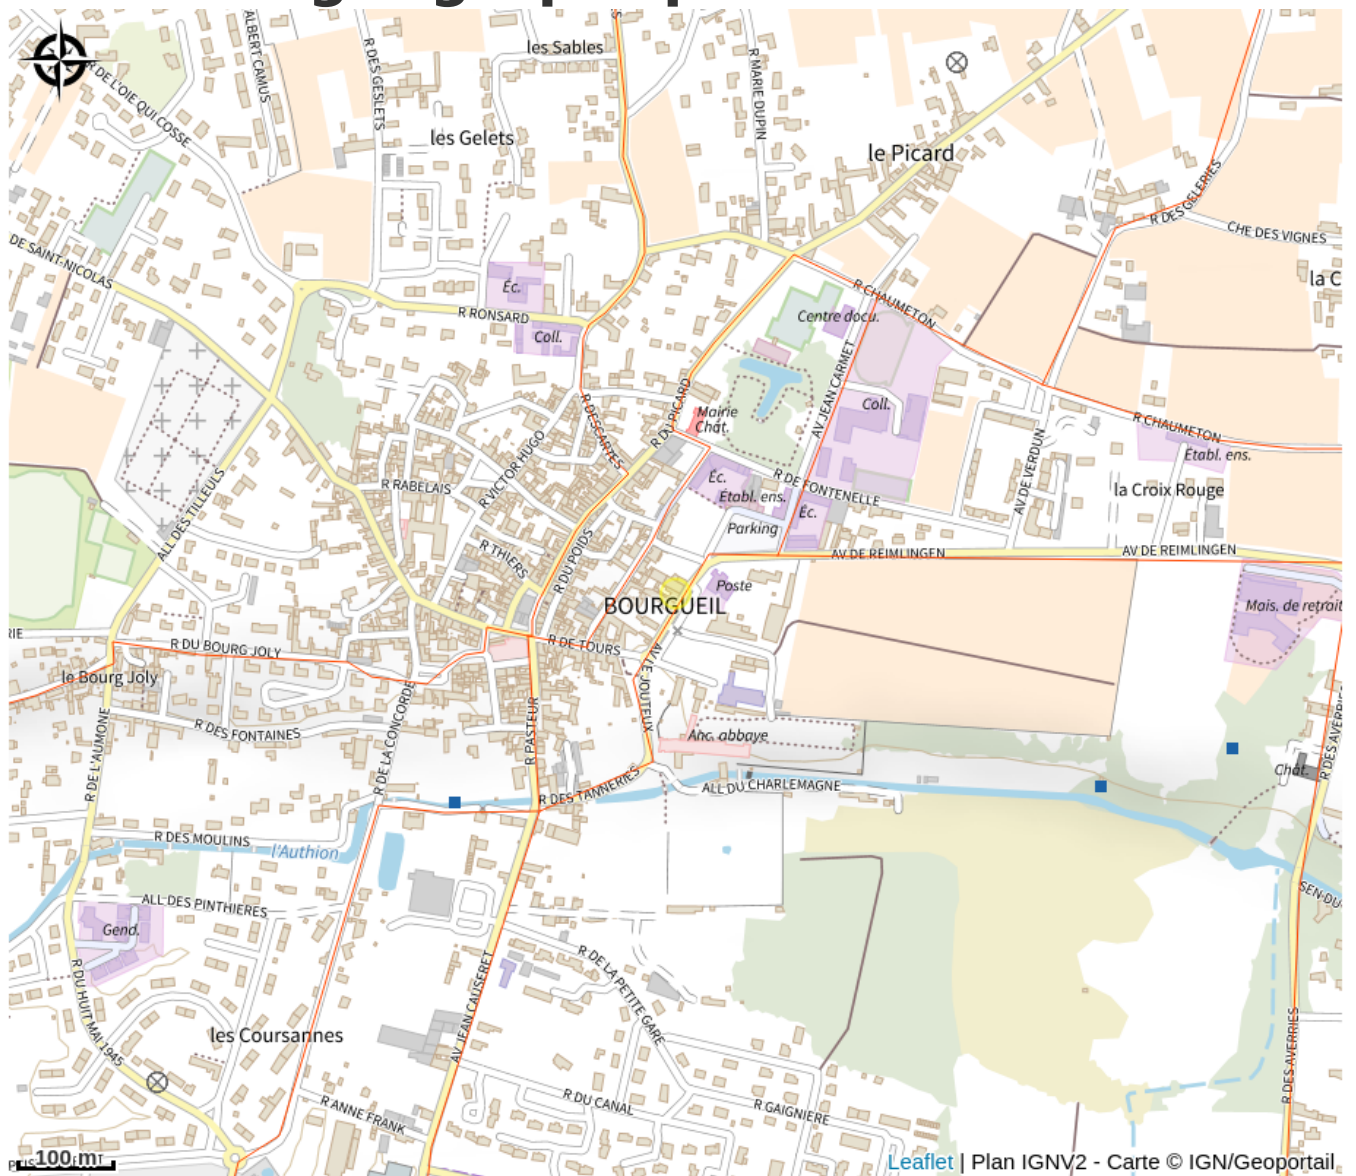 les Sables
ALBERT CAMUS
R DES GESLETS
R DE L'OIE QUI COSSE
R MARIE DUPIN
les Gelets
le Picard
R DES GELERIES
CHE DES VIGNES
DE SAINT-NICOLAS
la C
Éc.
R RONSARD
Coll.
R CHAUMETON
Centre docu.
AV JEAN CARMET
R DESCARTES
R DU PICARD
Mairie
Chât.
Coll.
R CHAUMETON
Établ. ens.
R VICTOR HUGO
AV DE VERDUN
R RABELAIS
Éc.
Établ. ens.
R DE FONTENELLE
la Croix Rouge
ALL DES TILLEULS
Éc.
Parking
R THIERS
R DU POIDS
AV DE REIMLINGEN
AV DE REIMLINGEN
Poste
BOURGUEIL
Mais. de retrait
RIE
R DU BOURG JOLY
R DE TOURS
le Bourg Joly
AV LE JOUTEUX
R DE L'AUMONE
R DES FONTAINES
R DE LA CONCORDE
R PASTEUR
Anc. abbaye
R DES AVERRIES
Chât.
R DES TANNERIES
ALL DU CHARLEMAGNE
R DES MOULINS
l'Authion
SEN DU
ALL DES PINTHIERES
Gend.
R DE LA PETITE GARE
R DU HUIT MAI 1945
AV JEAN CAUSERET
les Coursannes
R DES AVERRIES
R ANNE FRANK
R DU CANAL
R GAIGNIERE
100 m
Leaflet | Plan IGNV2 - Carte © IGN/Geoportail